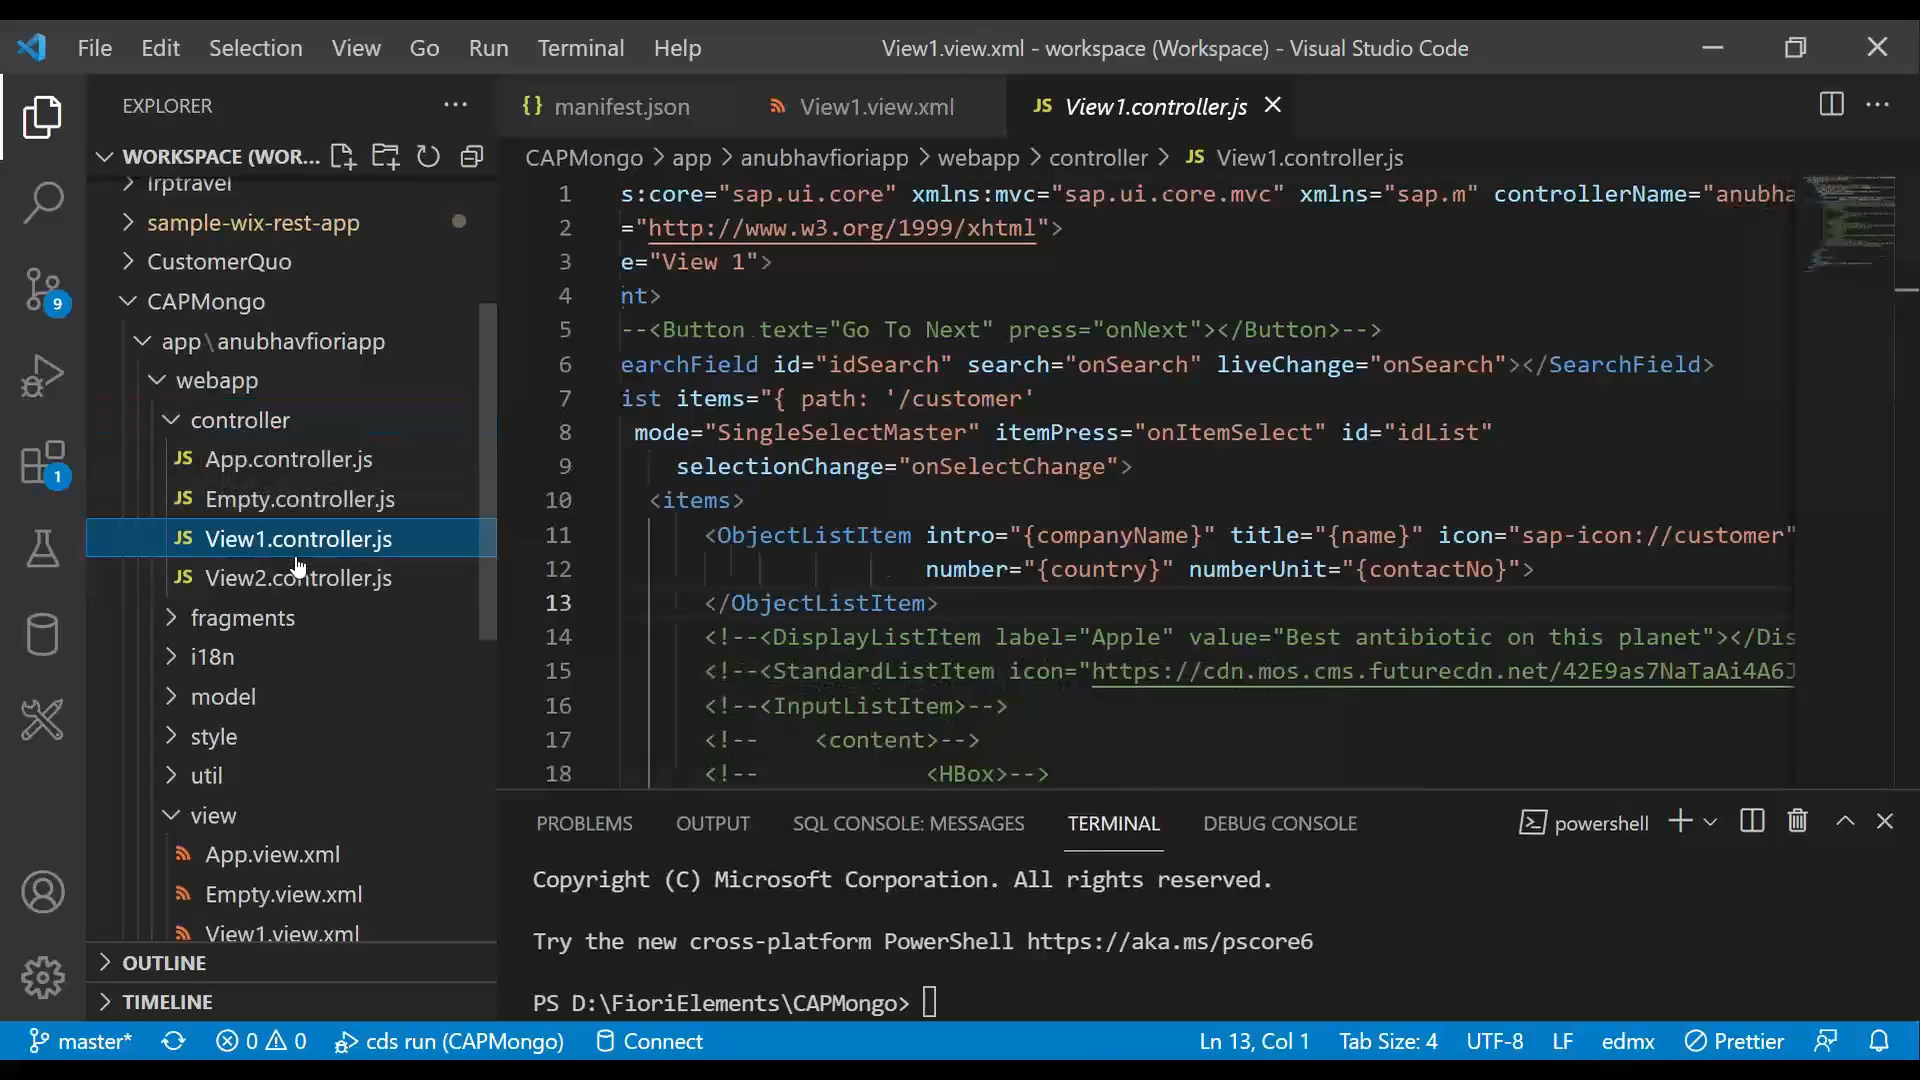 File Edit Selection View Go Run Terminal Help
View1.view.xml - workspace (Workspace) - Visual Studio Code
EXPLORER
WORKSPACE (WOR...
lrptravel
sample-wix-rest-app
CustomerQuo
CAPMongo
app\anubhavfioriapp
webapp
controller
JS App.controller.js
JS Empty.controller.js
JS View1.controller.js
JS View2.controller.js
fragments
i18n
model
style
util
view
App.view.xml
Empty.view.xml
View1.view.xml
OUTLINE
TIMELINE
9
1
{} manifest.json
View1.view.xml
JS View1.controller.js
CAPMongo > app > anubhavfioriapp > webapp > controller > JS View1.controller.js
1 s:core="sap.ui.core" xmlns:mvc="sap.ui.core.mvc" xmlns="sap.m" controllerName="anubha
2 ="http://www.w3.org/1999/xhtml">
3 e="View 1">
4 nt>
5 --<Button text="Go To Next" press="onNext"></Button>-->
6 earchField id="idSearch" search="onSearch" liveChange="onSearch"></SearchField>
7 ist items="{ path: '/customer'
8 mode="SingleSelectMaster" itemPress="onItemSelect" id="idList"
9 selectionChange="onSelectChange">
10 <items>
11 <ObjectListItem intro="{companyName}" title="{name}" icon="sap-icon://customer"
12 number="{country}" numberUnit="{contactNo}">
13 </ObjectListItem>
14 <!--<DisplayListItem label="Apple" value="Best antibiotic on this planet"></Dis
15 <!--<StandardListItem icon="https://cdn.mos.cms.futurecdn.net/42E9as7NaTaAi4A6J
16 <!--<InputListItem>-->
17 <!-- <content>-->
18 <!-- <HBox>-->
PROBLEMS OUTPUT SQL CONSOLE: MESSAGES TERMINAL DEBUG CONSOLE
powershell
Copyright (C) Microsoft Corporation. All rights reserved.
Try the new cross-platform PowerShell https://aka.ms/pscore6
PS D:\FioriElements\CAPMongo>
master* 0 0 cds run (CAPMongo) Connect
Ln 13, Col 1 Tab Size: 4 UTF-8 LF edmx Prettier